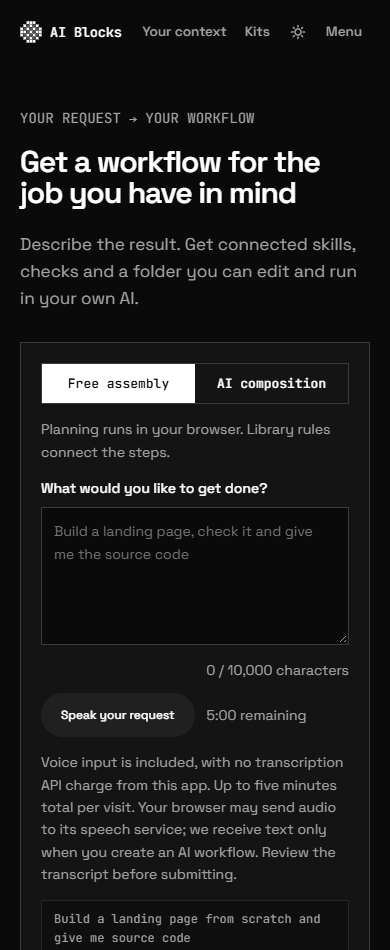 AI Blocks Your context Kits Menu
YOUR REQUEST → YOUR WORKFLOW
Get a workflow for the
job you have in mind
Describe the result. Get connected skills,
checks and a folder you can edit and run
in your own AI.
Free assembly AI composition
Planning runs in your browser. Library rules
connect the steps.
What would you like to get done?
Build a landing page, check it and give
me the source code
0 / 10,000 characters
Speak your request 5:00 remaining
Voice input is included, with no transcription
API charge from this app. Up to five minutes
total per visit. Your browser may send audio
to its speech service; we receive text only
when you create an AI workflow. Review the
transcript before submitting.
Build a landing page from scratch and
give me source code